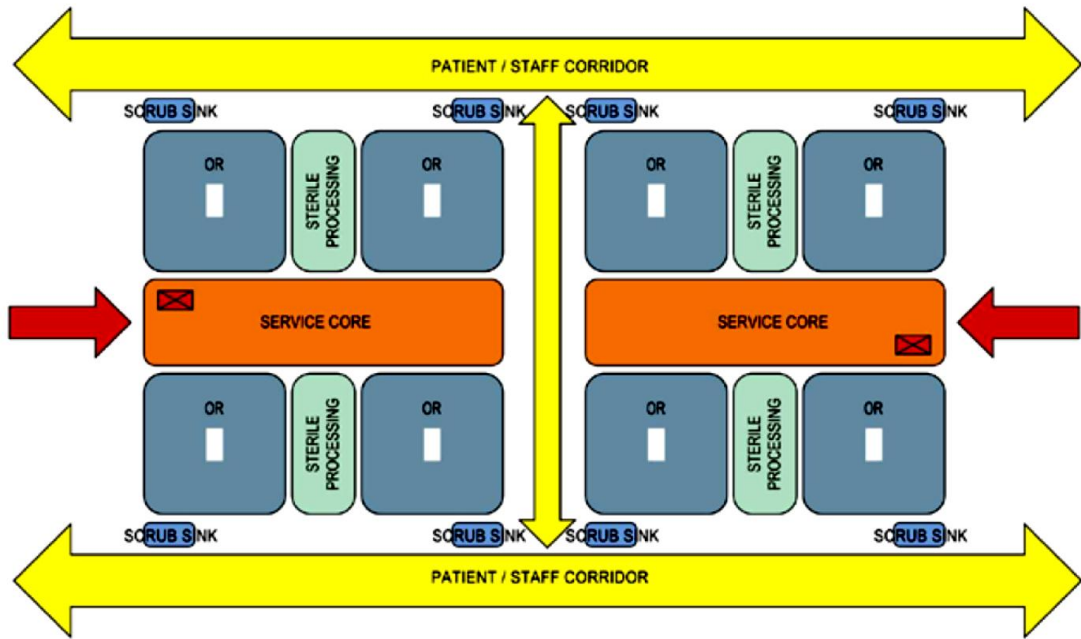 PATIENT / STAFF CORRIDOR
SCRUB SINK
SCRUB SINK
SCRUB SINK
SCRUB SINK
OR
STERILE
PROCESSING
OR
OR
STERILE
PROCESSING
OR
SERVICE CORE
SERVICE CORE
OR
STERILE
PROCESSING
OR
OR
STERILE
PROCESSING
OR
SCRUB SINK
SCRUB SINK
SCRUB SINK
SCRUB SINK
PATIENT / STAFF CORRIDOR